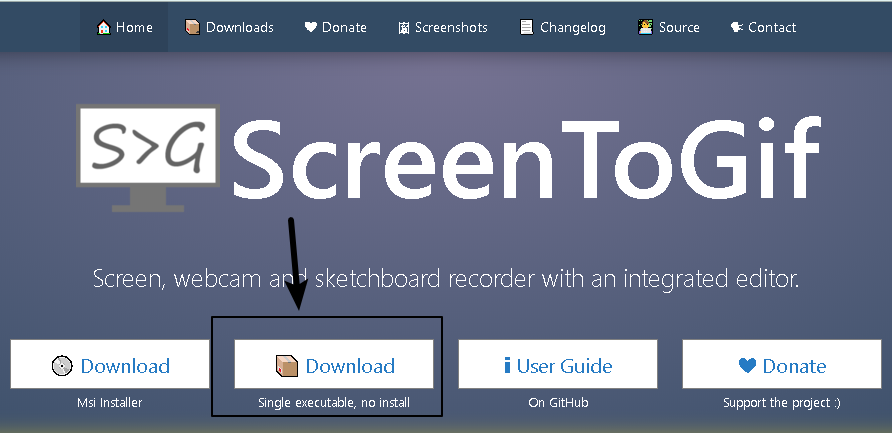 Home Downloads Donate Screenshots Changelog Source Contact
S>G ScreenToGif
Screen, webcam and sketchboard recorder with an integrated editor.
Download Download User Guide Donate
Msi Installer Single executable, no install On GitHub Support the project :)